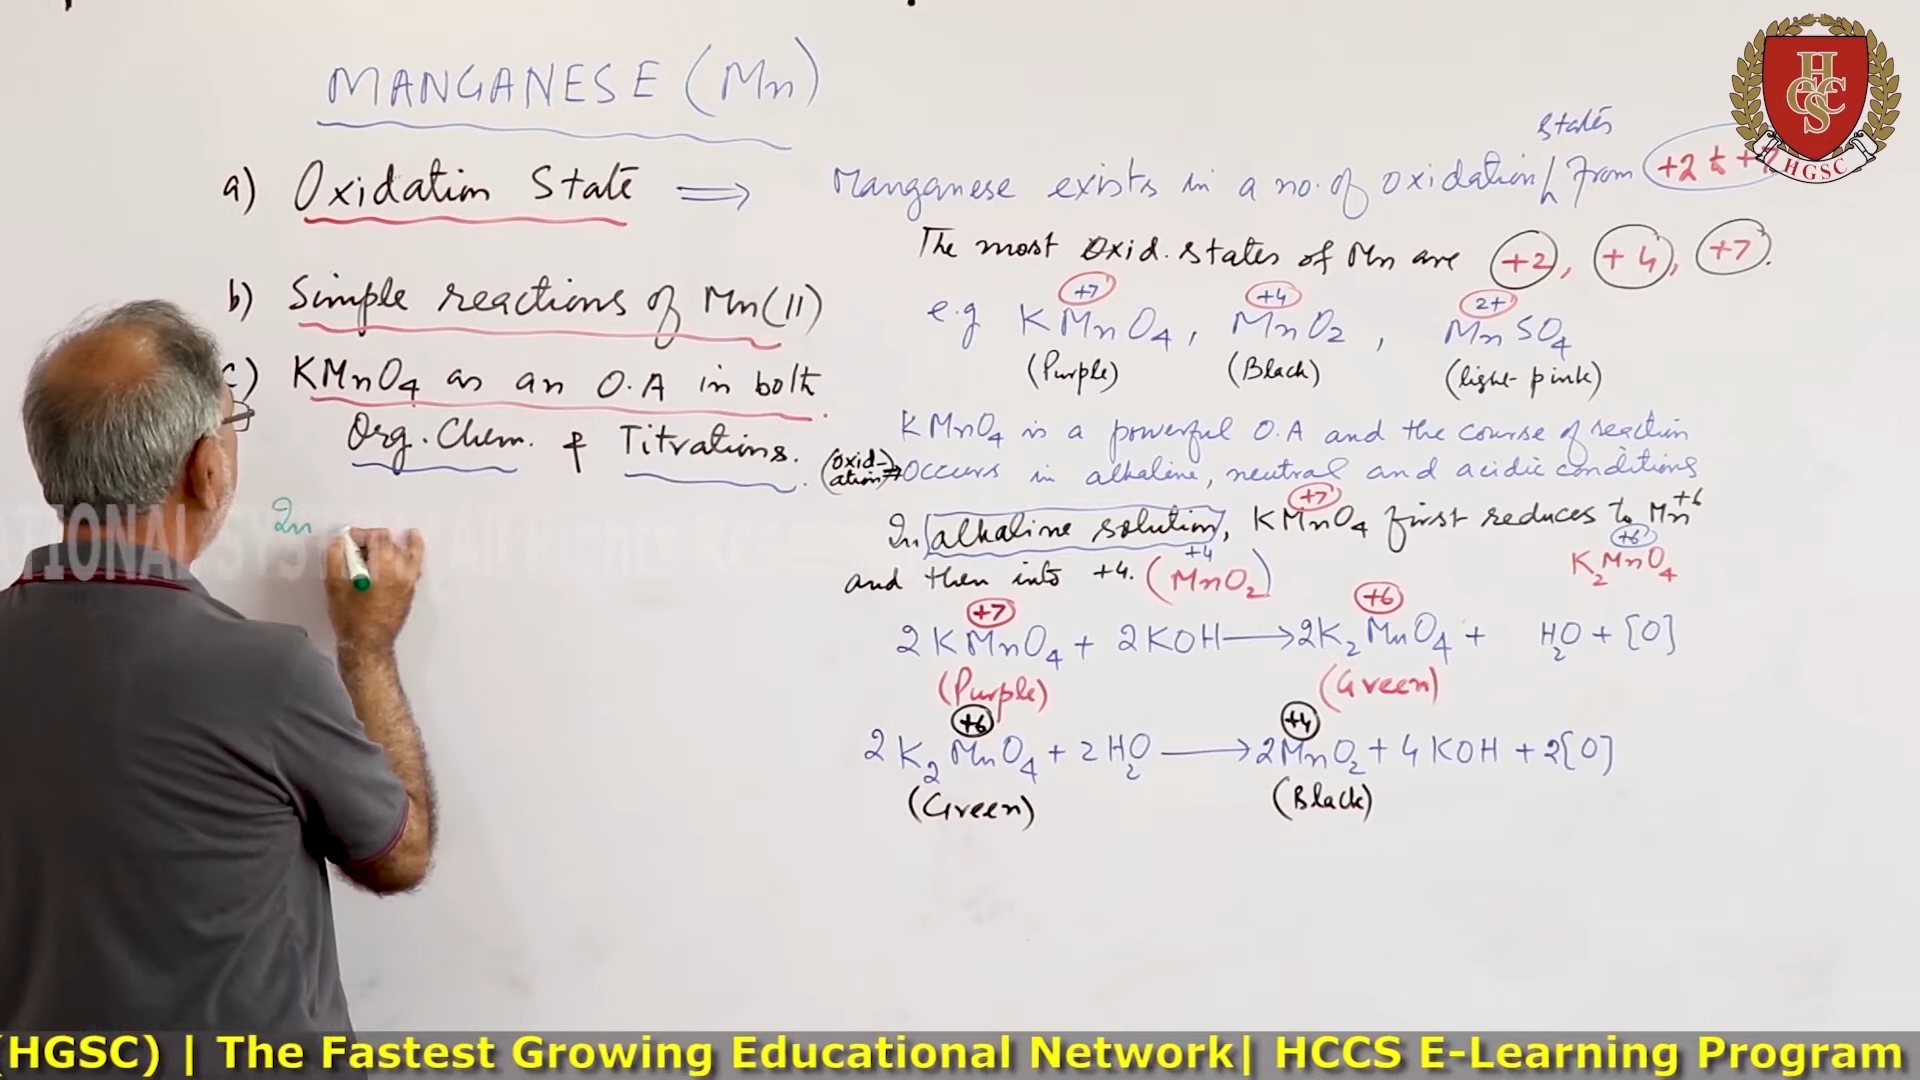 MANGANESE (Mn)
a) Oxidation State ⟹
b) Simple reactions of Mn(II)
c) KMnO4 as an O.A in both
Org. Chem. & Titrations.
In
states
Manganese exists in a no. of oxidation from +2 to +7
The most Oxid. states of Mn are +2, +4, +7.
+7 +4 2+
e.g KMnO4, MnO2, MnSO4
(Purple) (Black) (light-pink)
KMnO4 is a powerful O.A and the course of reaction
(Oxidation) ⇒ Occurs in alkaline, neutral and acidic conditions
+7
In alkaline solution, KMnO4 first reduces to Mn+6
+4 +6
and then into +4. (MnO2) K2MnO4
+7 +6
2KMnO4 + 2KOH ⟶ 2K2MnO4 + H2O + [O]
(Purple) (Green)
+6 +4
2K2MnO4 + 2H2O ⟶ 2MnO2 + 4KOH + 2[O]
(Green) (Black)
HGSC
HGSC
(HGSC) | The Fastest Growing Educational Network| HCCS E-Learning Program